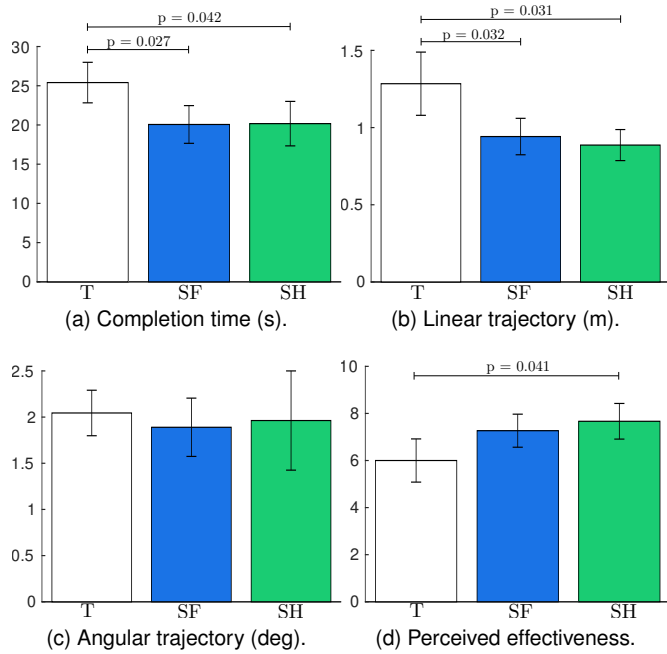 p = 0.042
p = 0.027
30
25
20
15
10
5
0
T SF SH
(a) Completion time (s).
p = 0.031
p = 0.032
1.5
1
0.5
0
T SF SH
(b) Linear trajectory (m).
2.5
2
1.5
1
0.5
0
T SF SH
(c) Angular trajectory (deg).
p = 0.041
10
8
6
4
2
0
T SF SH
(d) Perceived effectiveness.